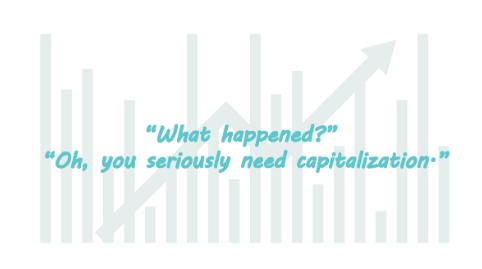 “What happened?”
“Oh, you seriously need capitalization.”